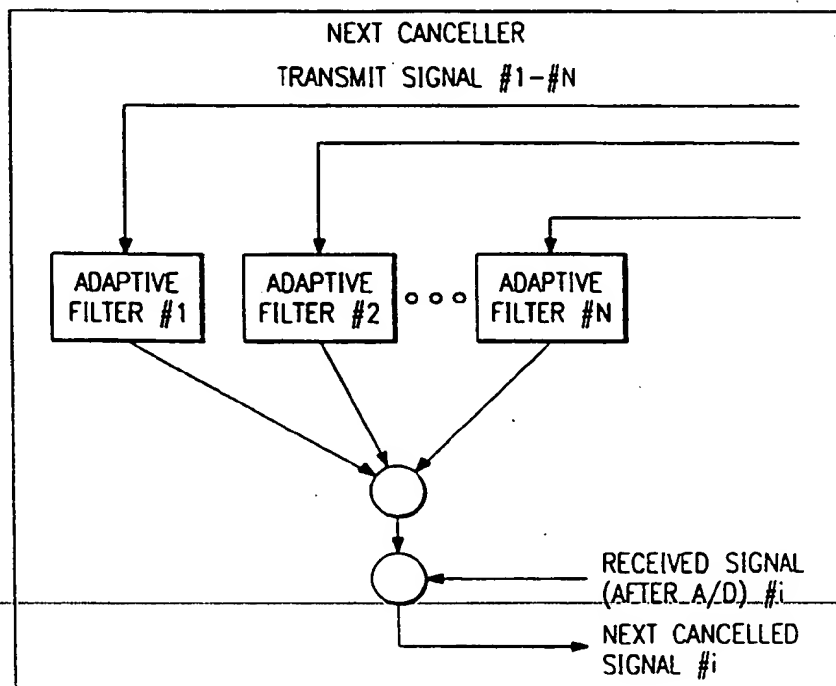 NEXT CANCELLER
TRANSMIT SIGNAL #1-#N
ADAPTIVE
FILTER #1
ADAPTIVE
FILTER #2
ADAPTIVE
FILTER #N
RECEIVED SIGNAL
(AFTER A/D) #i
NEXT CANCELLED
SIGNAL #i